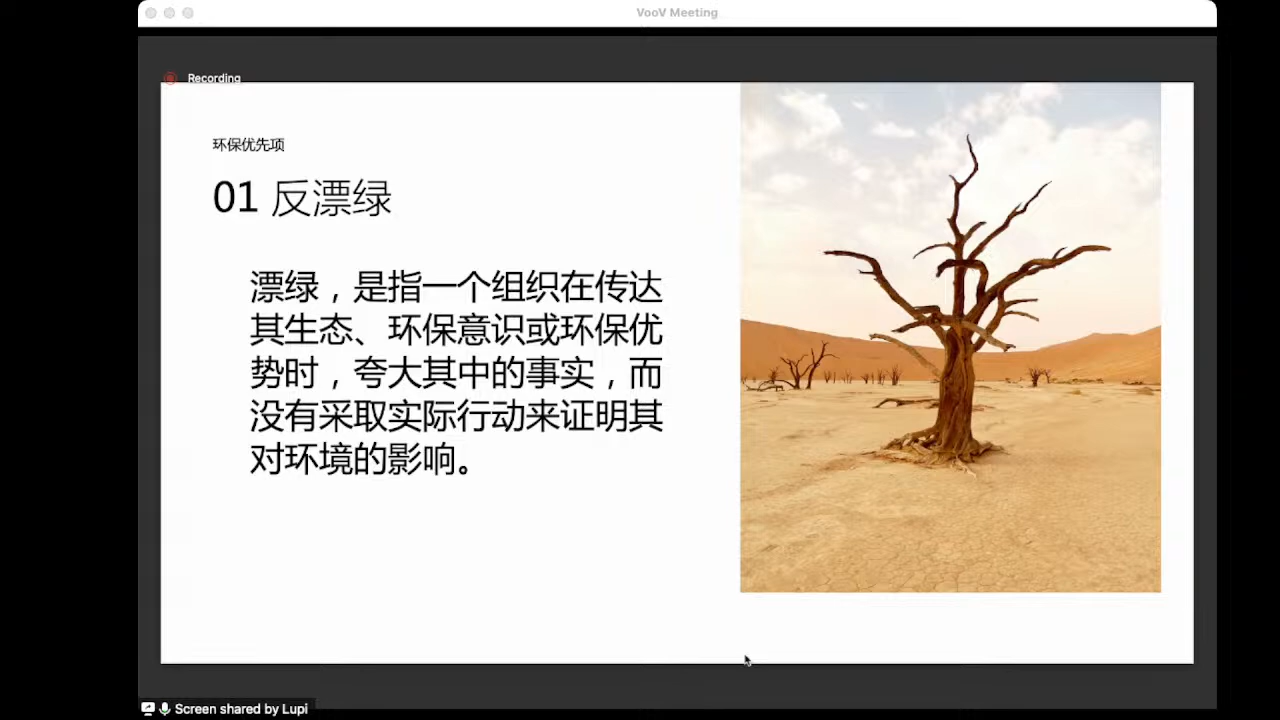 VooV Meeting
Recording
环保优先项
01 反漂绿
漂绿，是指一个组织在传达
其生态、环保意识或环保优
势时，夸大其中的事实，而
没有采取实际行动来证明其
对环境的影响。
Screen shared by Lupi